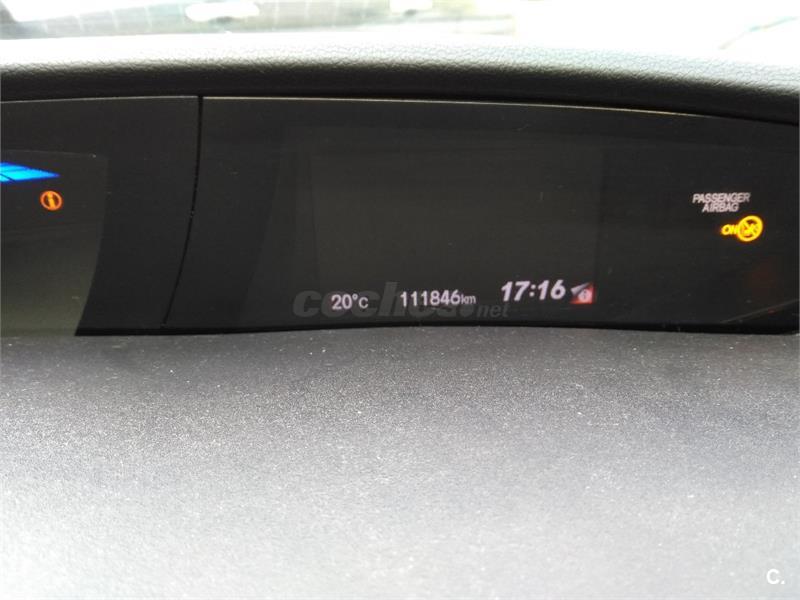 PASSENGER
AIRBAG
ON
20°C 111846km 17:16
coches.net
C.